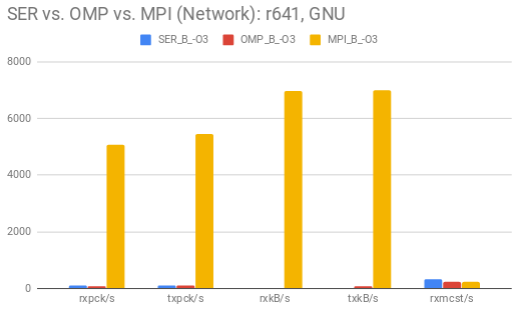 SER vs. OMP vs. MPI (Network): r641, GNU
SER_B_-O3 OMP_B_-O3 MPI_B_-O3
8000
6000
4000
2000
0
rxpck/s txpck/s rxkB/s txkB/s rxmcst/s